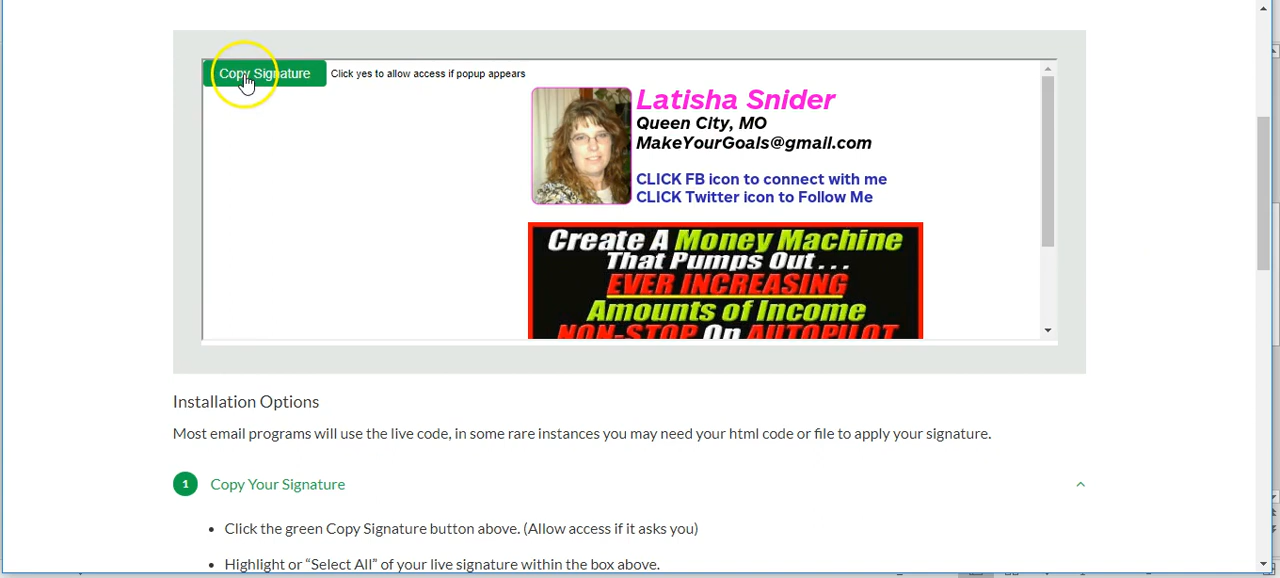 Copy Signature Click yes to allow access if popup appears
Latisha Snider
Queen City, MO
MakeYourGoals@gmail.com
CLICK FB icon to connect with me
CLICK Twitter icon to Follow Me
Create A Money Machine
That Pumps Out...
EVER INCREASING
Amounts of Income
NON-STOP On AUTOPILOT
Installation Options
Most email programs will use the live code, in some rare instances you may need your html code or file to apply your signature.
1 Copy Your Signature
• Click the green Copy Signature button above. (Allow access if it asks you)
• Highlight or “Select All” of your live signature within the box above.